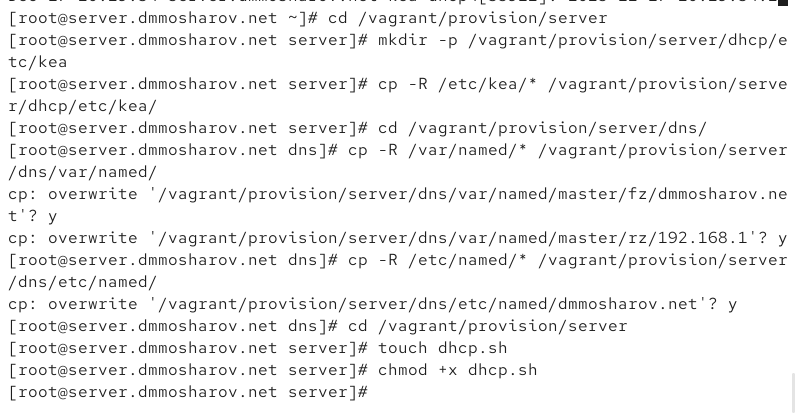 [root@server.dmmosharov.net ~]# cd /vagrant/provision/server
[root@server.dmmosharov.net server]# mkdir -p /vagrant/provision/server/dhcp/e
tc/kea
[root@server.dmmosharov.net server]# cp -R /etc/kea/* /vagrant/provision/serve
r/dhcp/etc/kea/
[root@server.dmmosharov.net server]# cd /vagrant/provision/server/dns/
[root@server.dmmosharov.net dns]# cp -R /var/named/* /vagrant/provision/server
/dns/var/named/
cp: overwrite '/vagrant/provision/server/dns/var/named/master/fz/dmmosharov.ne
t'? y
cp: overwrite '/vagrant/provision/server/dns/var/named/master/rz/192.168.1'? y
[root@server.dmmosharov.net dns]# cp -R /etc/named/* /vagrant/provision/server
/dns/etc/named/
cp: overwrite '/vagrant/provision/server/dns/etc/named/dmmosharov.net'? y
[root@server.dmmosharov.net dns]# cd /vagrant/provision/server
[root@server.dmmosharov.net server]# touch dhcp.sh
[root@server.dmmosharov.net server]# chmod +x dhcp.sh
[root@server.dmmosharov.net server]#